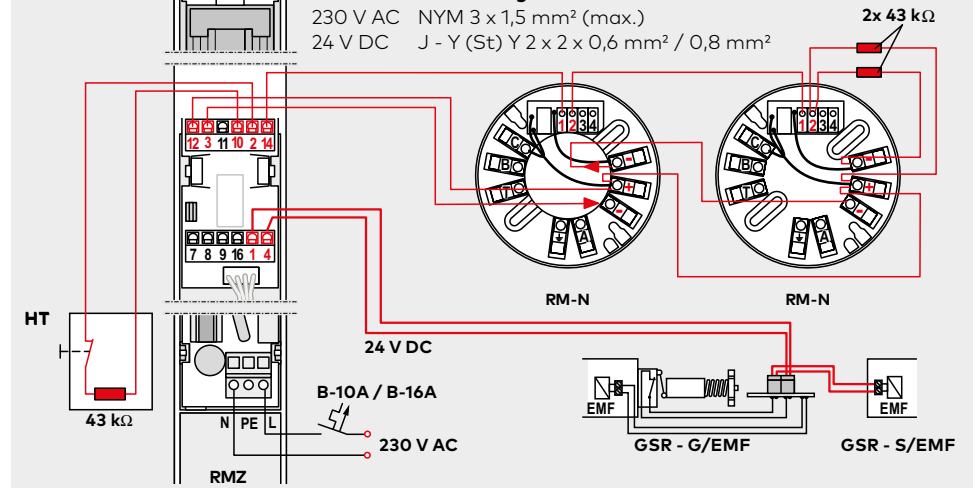 230 V AC NYM 3 x 1,5 mm² (max.)
24 V DC J - Y (St) Y 2 x 2 x 0,6 mm² / 0,8 mm²
2x 43 kΩ
12 3 11 10 2 14
7 8 9 16 1 4
1 2 3 4
C
B
T
-
+
-
A
RM-N
1 2 3 4
C
B
T
-
+
-
A
RM-N
HT
43 kΩ
24 V DC
B-10A / B-16A
N PE L
230 V AC
RMZ
EMF
GSR - G/EMF
EMF
GSR - S/EMF